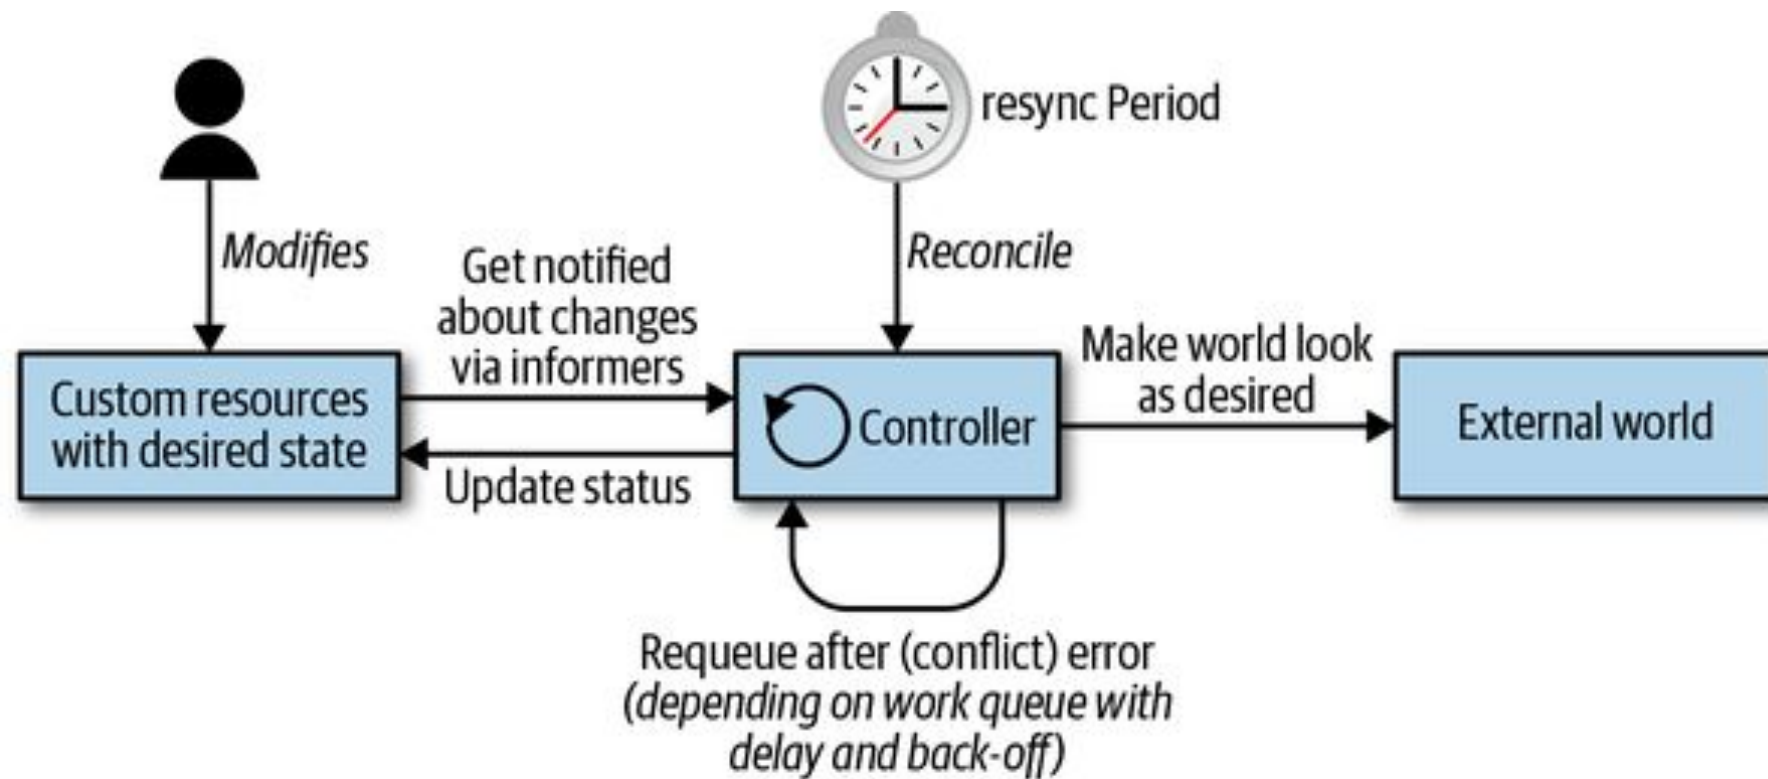 resync Period
Modifies
Reconcile
Get notified
about changes
via informers
Make world look
as desired
Custom resources
with desired state
Controller
External world
Update status
Requeue after (conflict) error
(depending on work queue with
delay and back-off)